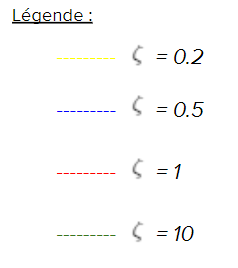 Légende :
--------- ζ = 0.2
--------- ζ = 0.5
--------- ζ = 1
--------- ζ = 10